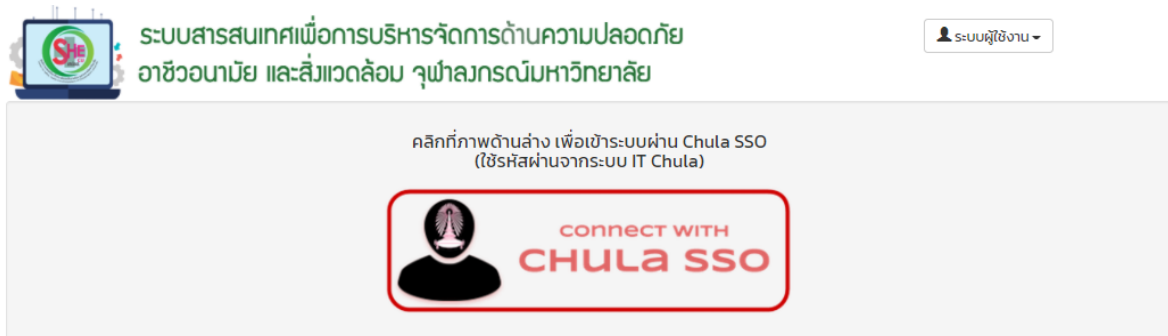 SHE
ระบบสารสนเทศเพื่อการบริหารจัดการด้านความปลอดภัย
อาชีวอนามัย และสิ่งแวดล้อม จุฬาลงกรณ์มหาวิทยาลัย
ระบบผู้ใช้งาน
คลิกที่ภาพด้านล่าง เพื่อเข้าระบบผ่าน Chula SSO
(ใช้รหัสผ่านจากระบบ IT Chula)
CONNECT WITH
CHULA SSO